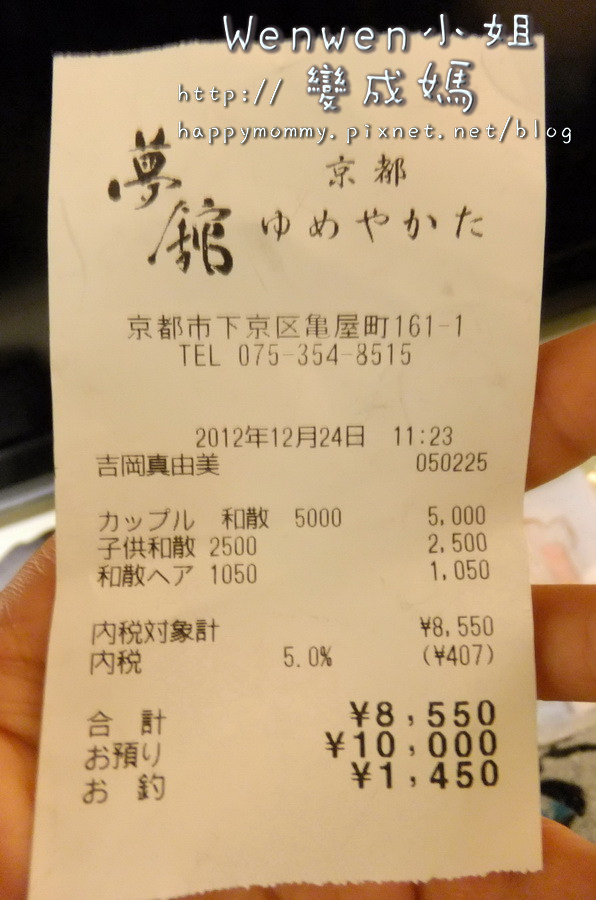 Wenwen小姐
http:// 變成媽
happymommy.pixnet.net/blog
夢館
京都
ゆめやかた
京都市下京区亀屋町161-1
TEL 075-354-8515
2012年12月24日 11:23
吉岡真由美 050225
カップル 和散 5000 5,000
子供和散 2500 2,500
和散ヘア 1050 1,050
内税対象計 ¥8,550
内税 5.0% (¥407)
合 計 ¥8,550
お預り ¥10,000
お 釣 ¥1,450